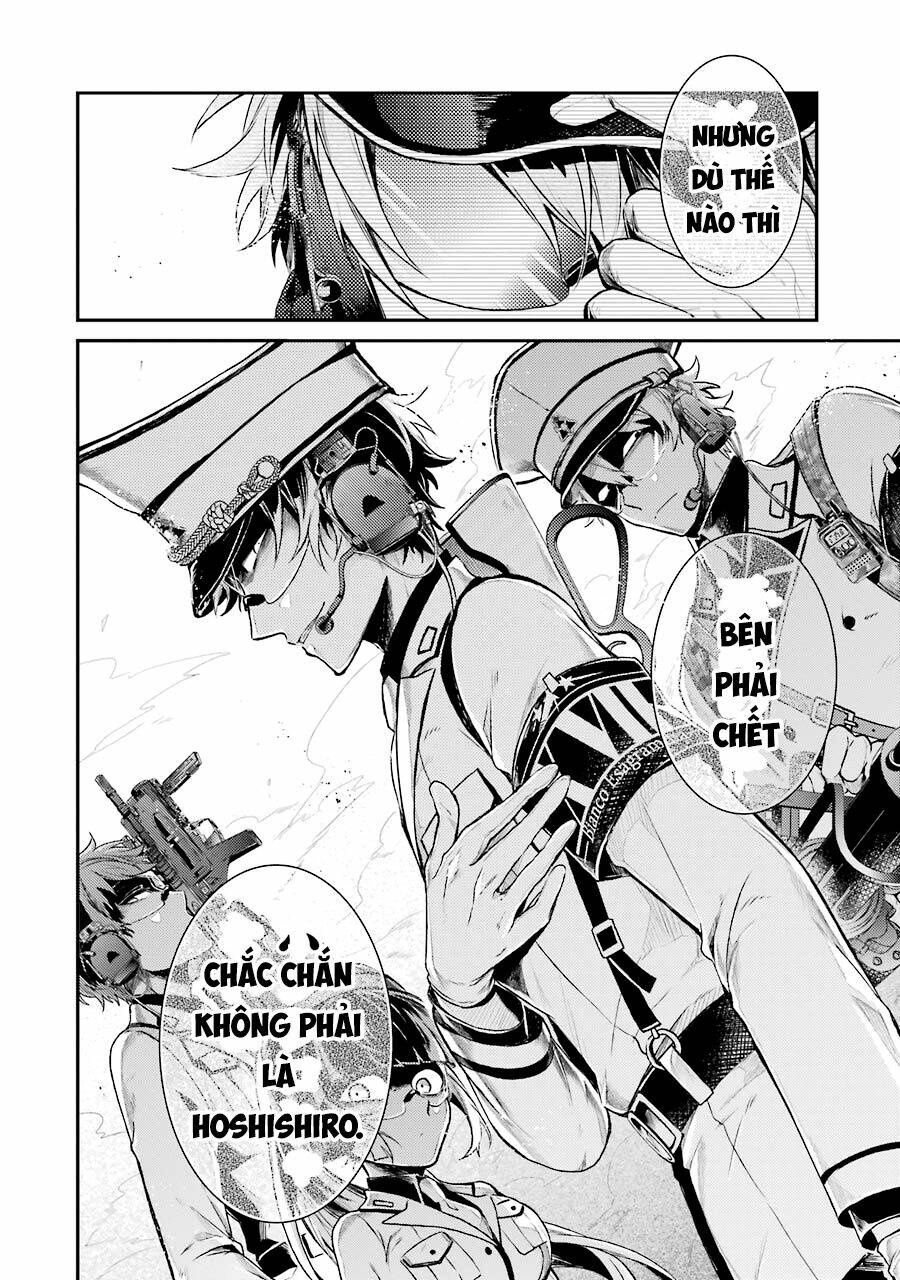 NHƯNG
DÙ THẾ
NÀO THÌ
BÊN
PHẢI
CHẾT
CHẮC CHẮN
KHÔNG PHẢI
LÀ
HOSHISHIRO.